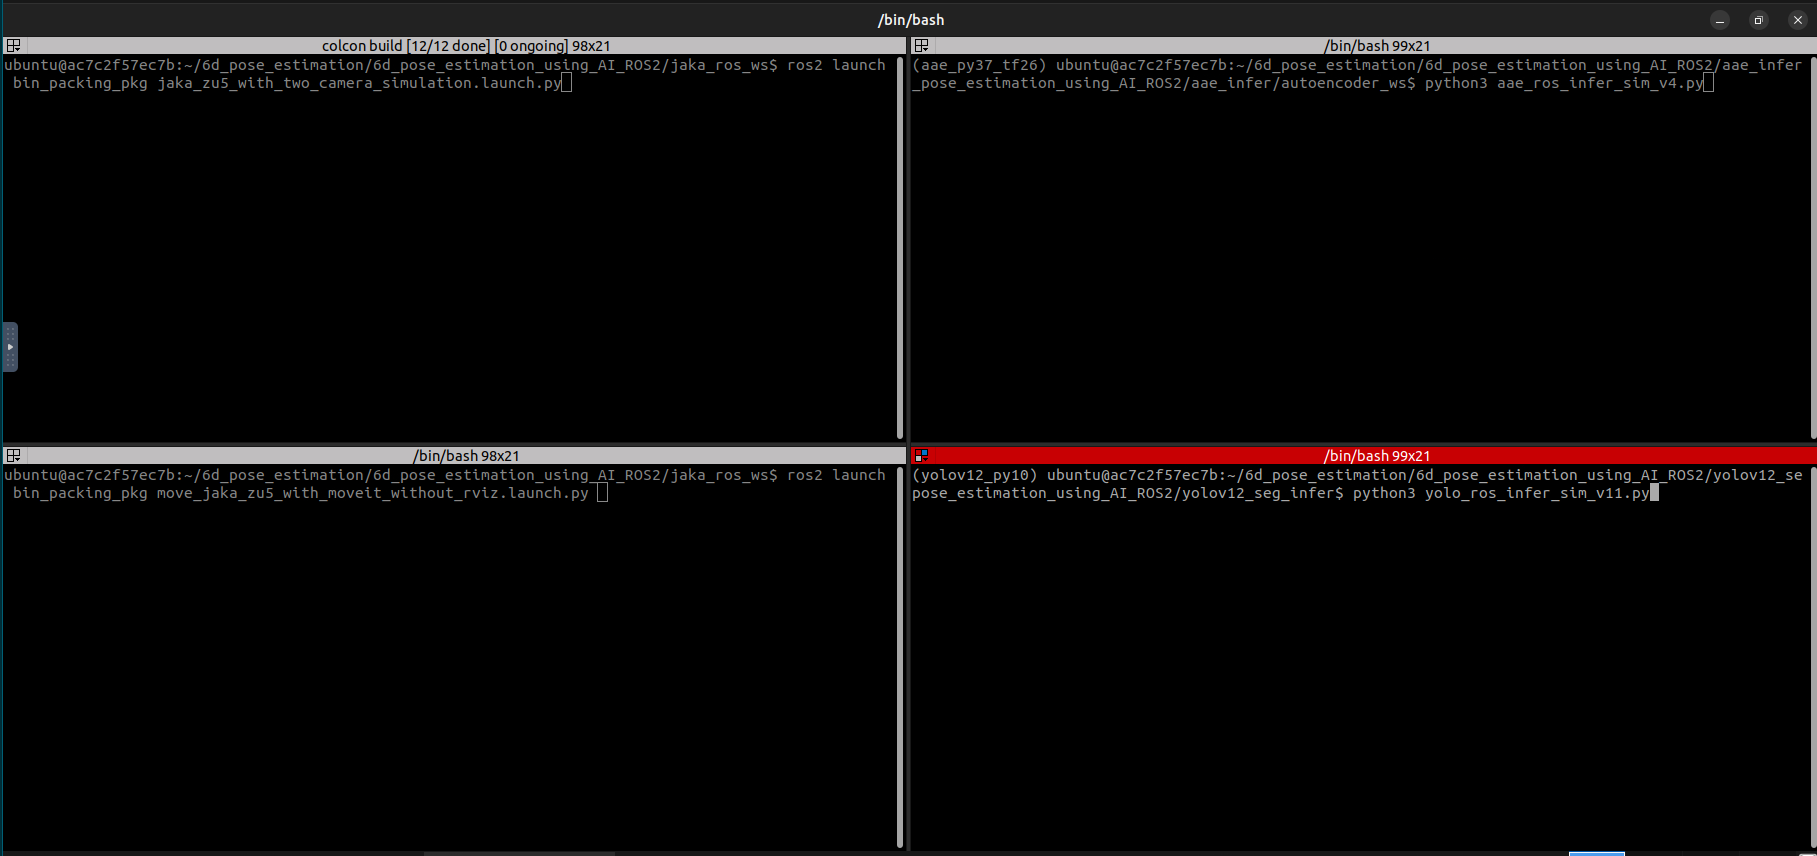 /bin/bash
colcon build [12/12 done] [0 ongoing] 98x21
ubuntu@ac7c2f57ec7b:~/6d_pose_estimation/6d_pose_estimation_using_AI_ROS2/jaka_ros_ws$ ros2 launch
bin_packing_pkg jaka_zu5_with_two_camera_simulation.launch.py
/bin/bash 99x21
(aae_py37_tf26) ubuntu@ac7c2f57ec7b:~/6d_pose_estimation/6d_pose_estimation_using_AI_ROS2/aae_infer
_pose_estimation_using_AI_ROS2/aae_infer/autoencoder_ws$ python3 aae_ros_infer_sim_v4.py
/bin/bash 98x21
ubuntu@ac7c2f57ec7b:~/6d_pose_estimation/6d_pose_estimation_using_AI_ROS2/jaka_ros_ws$ ros2 launch
bin_packing_pkg move_jaka_zu5_with_moveit_without_rviz.launch.py
/bin/bash 99x21
(yolov12_py10) ubuntu@ac7c2f57ec7b:~/6d_pose_estimation/6d_pose_estimation_using_AI_ROS2/yolov12_se
pose_estimation_using_AI_ROS2/yolov12_seg_infer$ python3 yolo_ros_infer_sim_v11.py